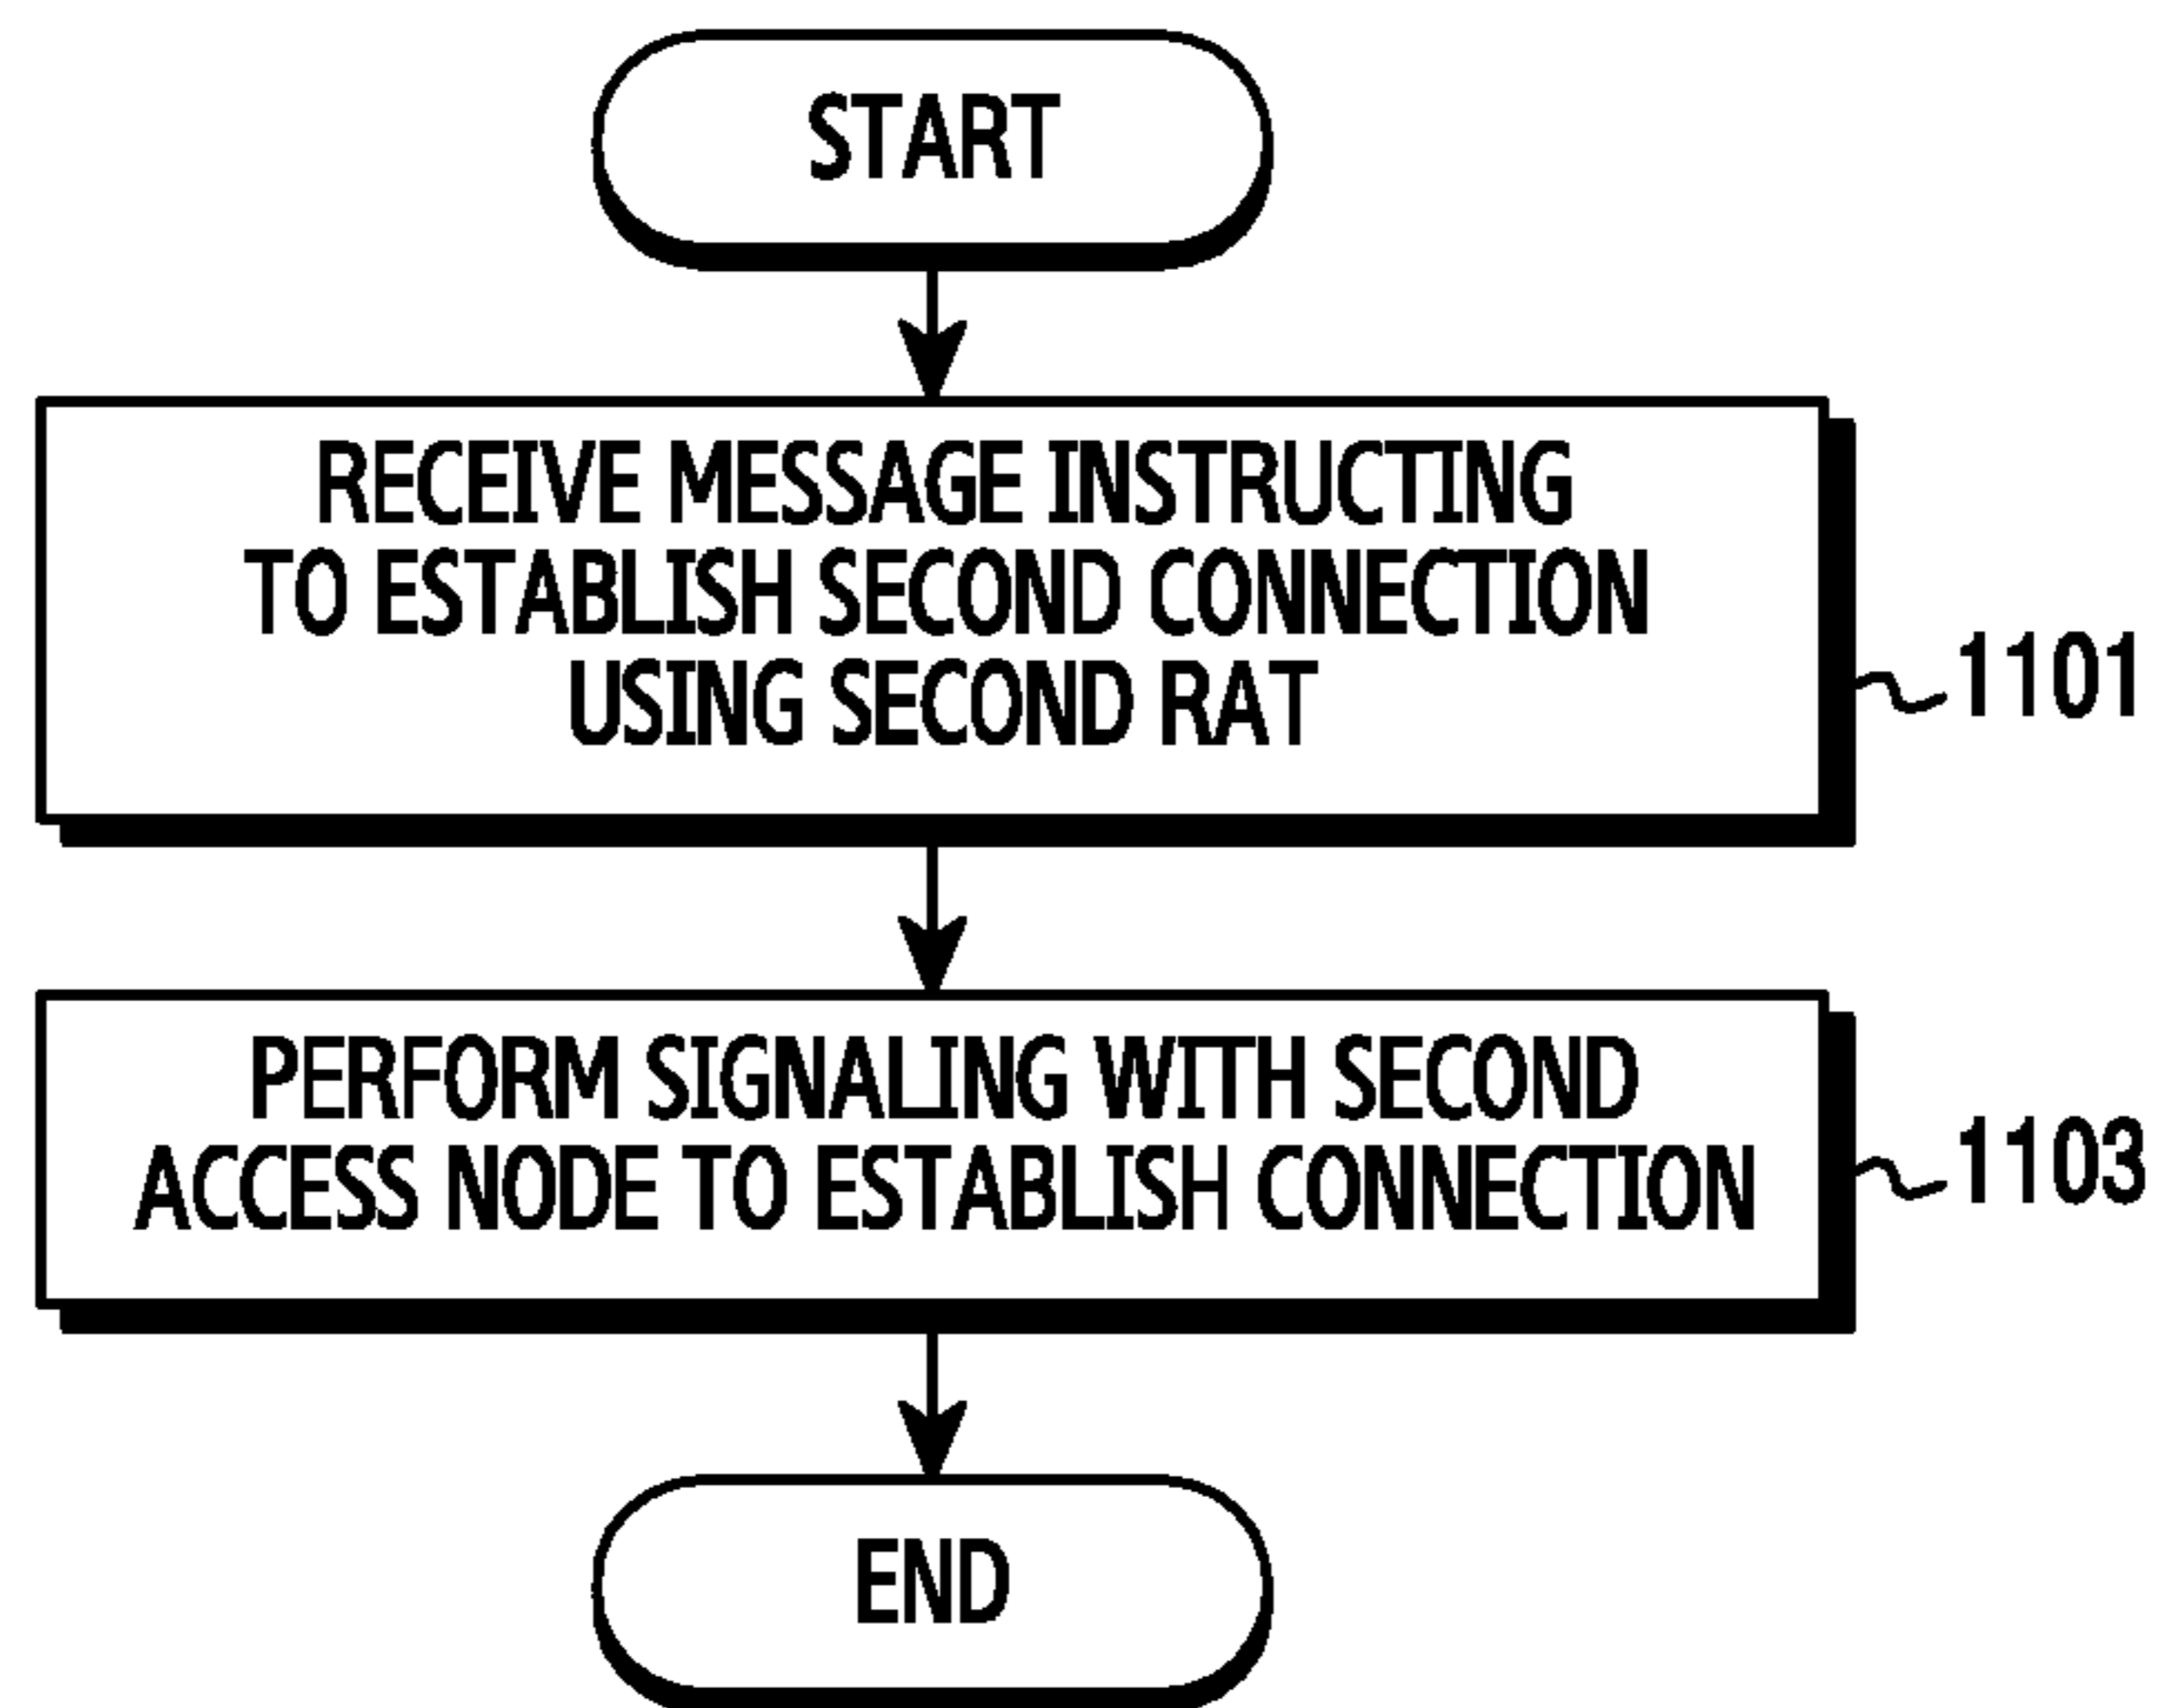 START
RECEIVE MESSAGE INSTRUCTING
TO ESTABLISH SECOND CONNECTION
USING SECOND RAT
1101
PERFORM SIGNALING WITH SECOND
ACCESS NODE TO ESTABLISH CONNECTION
1103
END